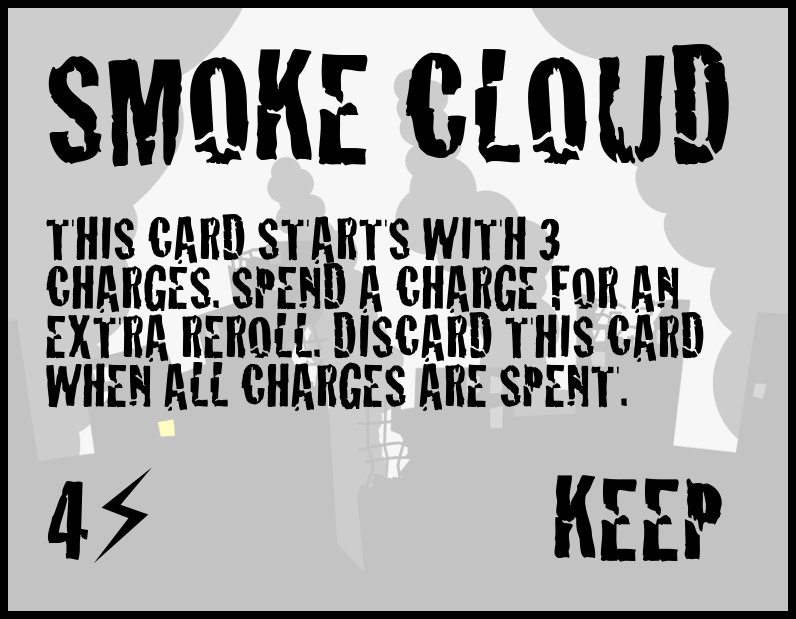 SMOKE CLOUD
THIS CARD STARTS WITH 3
CHARGES. SPEND A CHARGE FOR AN
EXTRA REROLL. DISCARD THIS CARD
WHEN ALL CHARGES ARE SPENT.
4⚡ KEEP